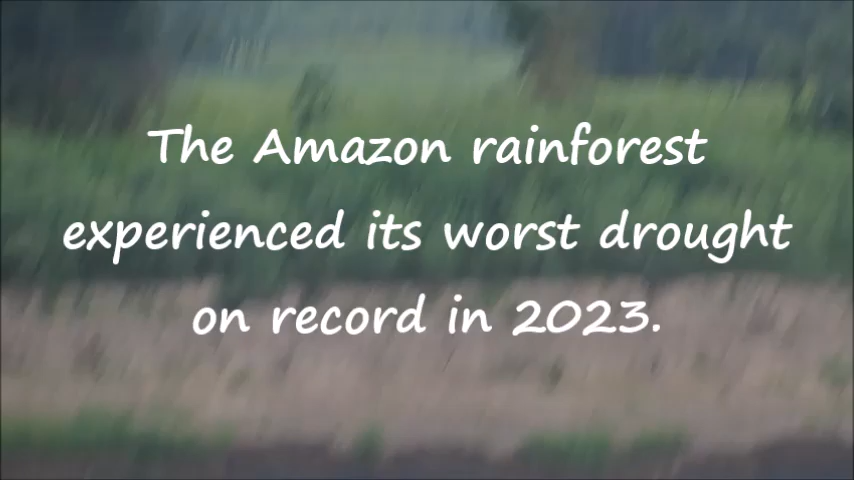 The Amazon rainforest
experienced its worst drought
on record in 2023.